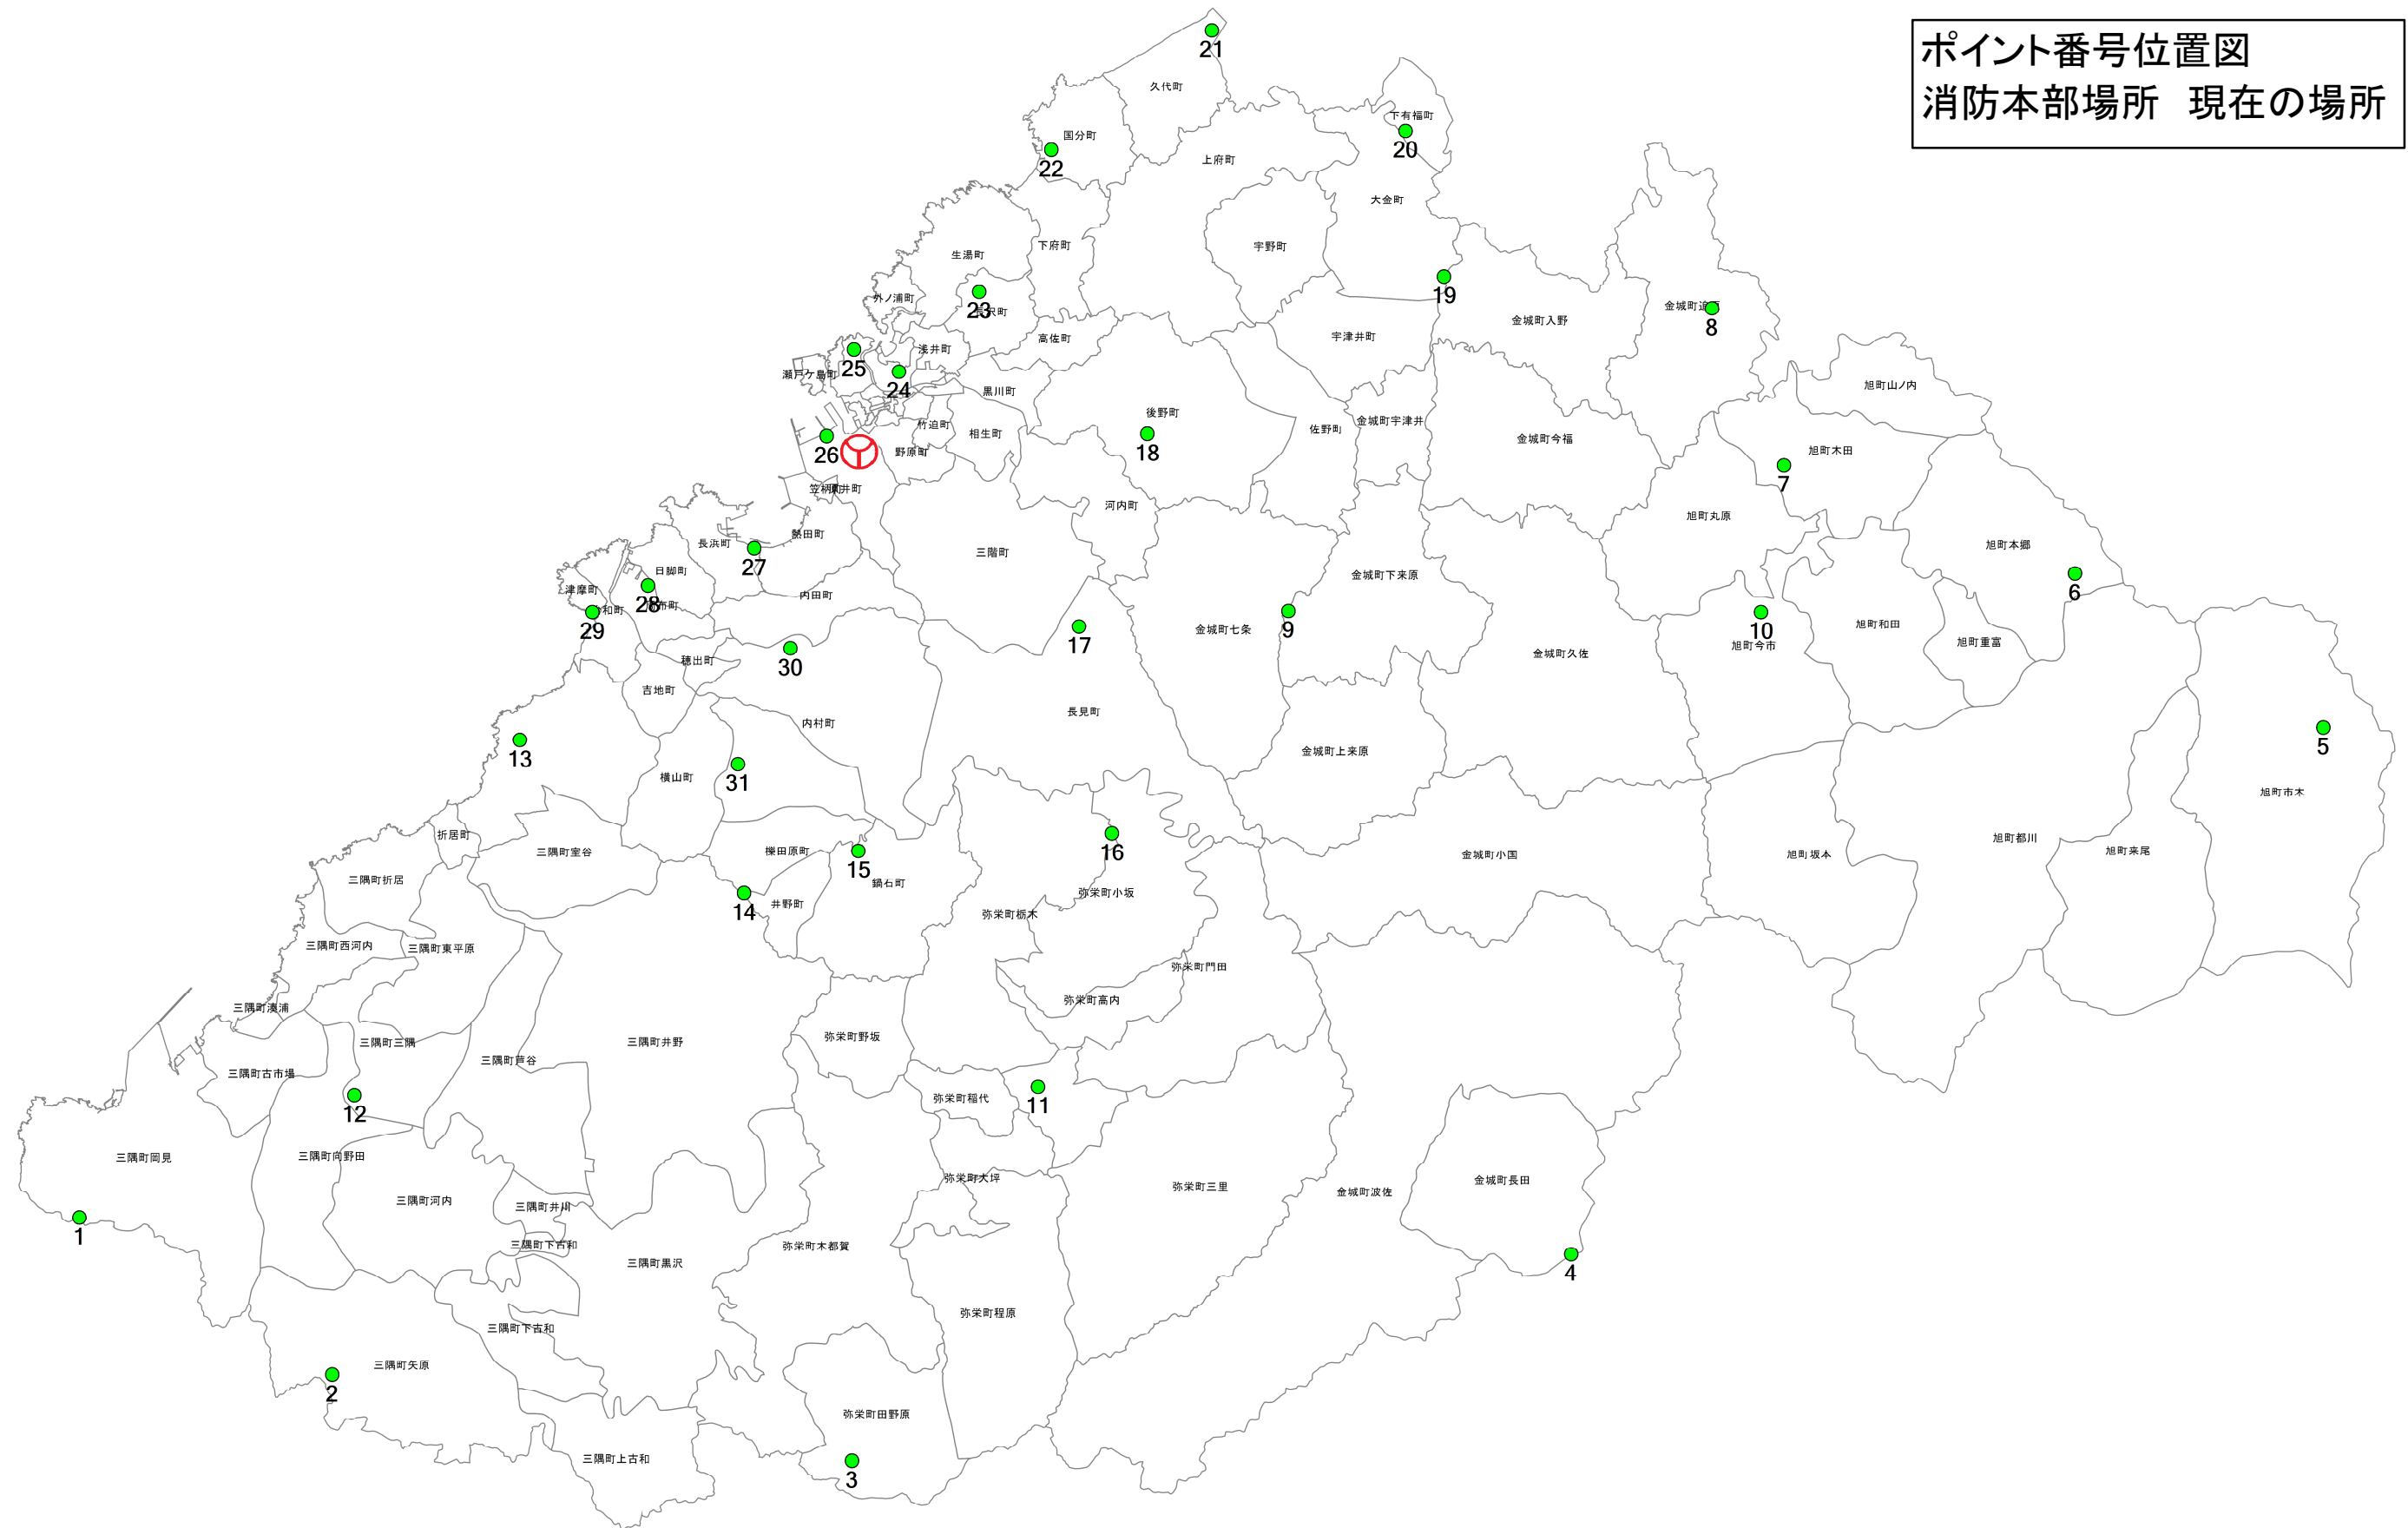 ポイント番号位置図
消防本部場所　現在の場所
21
久代町
下有福町
20
国分町
22
上府町
大金町
宇野町
下府町
生湯町
19
外ノ浦町
23
金城町入野
8
宇津井町
高佐町
浅井町
25
瀬戸ケ島町
24
黒川町
旭町山ノ内
後野町
18
佐野町
金城町宇津井
金城町今福
竹迫町
相生町
26
野原町
旭町木田
7
河内町
旭町丸原
熱田町
長浜町
27
三階町
旭町本郷
6
日脚町
28
金城町下来原
津摩町
29
内田町
9
10
旭町和田
17
金城町七条
旭町今市
旭町重富
30
穂出町
金城町久佐
吉地町
長見町
内村町
5
13
金城町上来原
31
横山町
旭町市木
折居町
16
三隅町室谷
櫟田原町
15
金城町小国
旭町坂本
旭町都川
旭町来尾
三隅町折居
鍋石町
弥栄町小坂
14
井野町
弥栄町栃木
三隅町西河内
三隅町東平原
弥栄町門田
弥栄町高内
三隅町湊浦
三隅町三隅
三隅町井野
弥栄町野坂
三隅町芦谷
三隅町古市場
12
弥栄町稲代
11
三隅町岡見
三隅町向野田
弥栄町大坪
弥栄町三里
金城町波佐
金城町長田
三隅町河内
三隅町井川
1
三隅町下古和
弥栄町木都賀
三隅町黒沢
4
弥栄町程原
三隅町下古和
三隅町矢原
2
弥栄町田野原
三隅町上古和
3